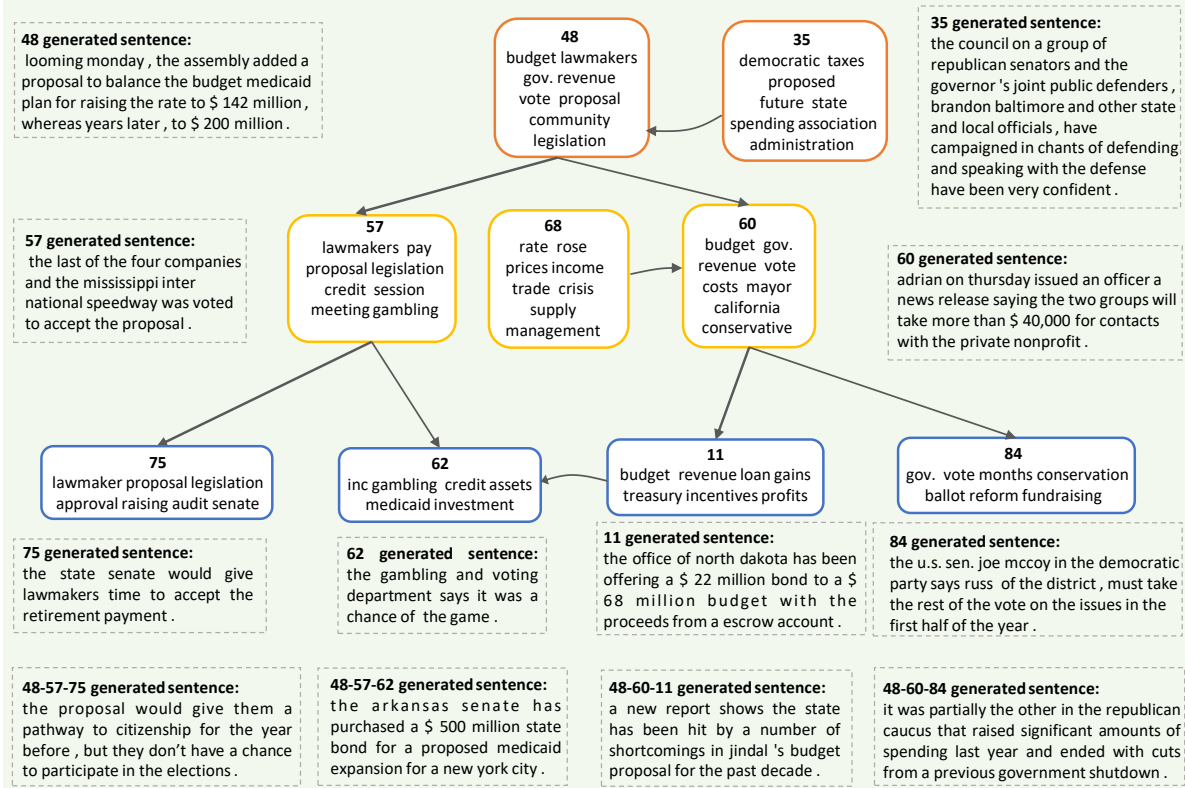 48 generated sentence:
looming monday , the assembly added a
proposal to balance the budget medicaid
plan for raising the rate to $ 142 million ,
whereas years later , to $ 200 million .
48
budget lawmakers
gov. revenue
vote proposal
community
legislation
35
democratic taxes
proposed
future state
spending association
administration
35 generated sentence:
the council on a group of
republican senators and the
governor 's joint public defenders ,
brandon baltimore and other state
and local officials , have
campaigned in chants of defending
and speaking with the defense
have been very confident .
57 generated sentence:
the last of the four companies
and the mississippi inter
national speedway was voted
to accept the proposal .
57
lawmakers pay
proposal legislation
credit session
meeting gambling
68
rate rose
prices income
trade crisis
supply
management
60
budget gov.
revenue vote
costs mayor
california
conservative
60 generated sentence:
adrian on thursday issued an officer a
news release saying the two groups will
take more than $ 40,000 for contacts
with the private nonprofit .
75
lawmaker proposal legislation
approval raising audit senate
62
inc gambling credit assets
medicaid investment
11
budget revenue loan gains
treasury incentives profits
84
gov. vote months conservation
ballot reform fundraising
75 generated sentence:
the state senate would give
lawmakers time to accept the
retirement payment .
62 generated sentence:
the gambling and voting
department says it was a
chance of the game .
11 generated sentence:
the office of north dakota has been
offering a $ 22 million bond to a $
68 million budget with the
proceeds from a escrow account .
84 generated sentence:
the u.s. sen. joe mccoy in the democratic
party says russ of the district , must take
the rest of the vote on the issues in the
first half of the year .
48-57-75 generated sentence:
the proposal would give them a
pathway to citizenship for the year
before , but they don't have a chance
to participate in the elections .
48-57-62 generated sentence:
the arkansas senate has
purchased a $ 500 million state
bond for a proposed medicaid
expansion for a new york city .
48-60-11 generated sentence:
a new report shows the state
has been hit by a number of
shortcomings in jindal 's budget
proposal for the past decade .
48-60-84 generated sentence:
it was partially the other in the republican
caucus that raised significant amounts of
spending last year and ended with cuts
from a previous government shutdown .